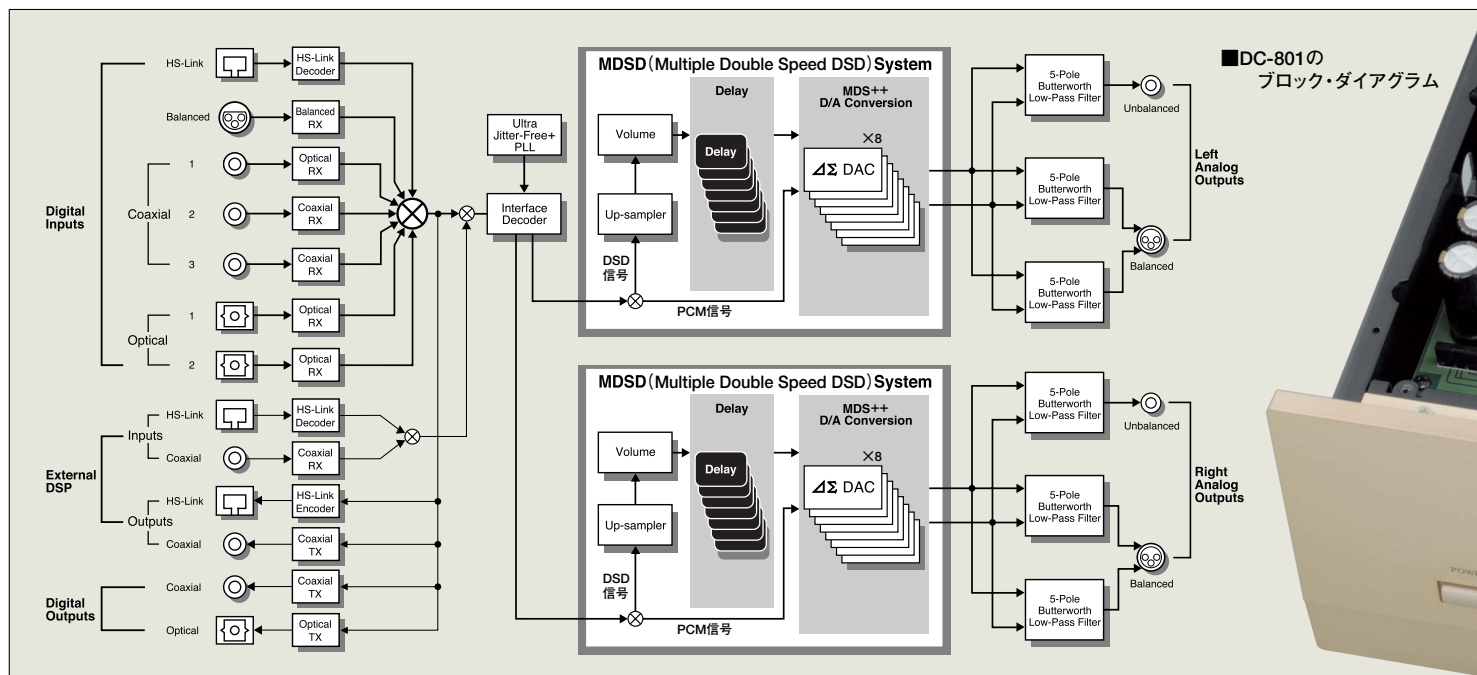 ■DC-801の
ブロック・ダイアグラム
Digital
Inputs
HS-Link
HS-Link
Decoder
Balanced
Balanced
RX
Coaxial
1
Optical
RX
2
Coaxial
RX
3
Coaxial
RX
Optical
1
Optical
RX
2
Optical
RX
External
DSP
Inputs
HS-Link
HS-Link
Decoder
Coaxial
Coaxial
RX
Outputs
HS-Link
HS-Link
Encoder
Coaxial
Coaxial
TX
Digital
Outputs
Coaxial
Coaxial
TX
Optical
Optical
TX
Ultra
Jitter-Free+
PLL
Interface
Decoder
MDSD(Multiple Double Speed DSD)System
Delay
MDS++
D/A Conversion
Volume
Delay
×8
ΔΣ DAC
Up-sampler
DSD
信号
PCM信号
5-Pole
Butterworth
Low-Pass Filter
Unbalanced
5-Pole
Butterworth
Low-Pass Filter
5-Pole
Butterworth
Low-Pass Filter
Balanced
Left
Analog
Outputs
MDSD(Multiple Double Speed DSD)System
Delay
MDS++
D/A Conversion
Volume
Delay
×8
ΔΣ DAC
Up-sampler
DSD
信号
PCM信号
5-Pole
Butterworth
Low-Pass Filter
Unbalanced
5-Pole
Butterworth
Low-Pass Filter
5-Pole
Butterworth
Low-Pass Filter
Balanced
Right
Analog
Outputs